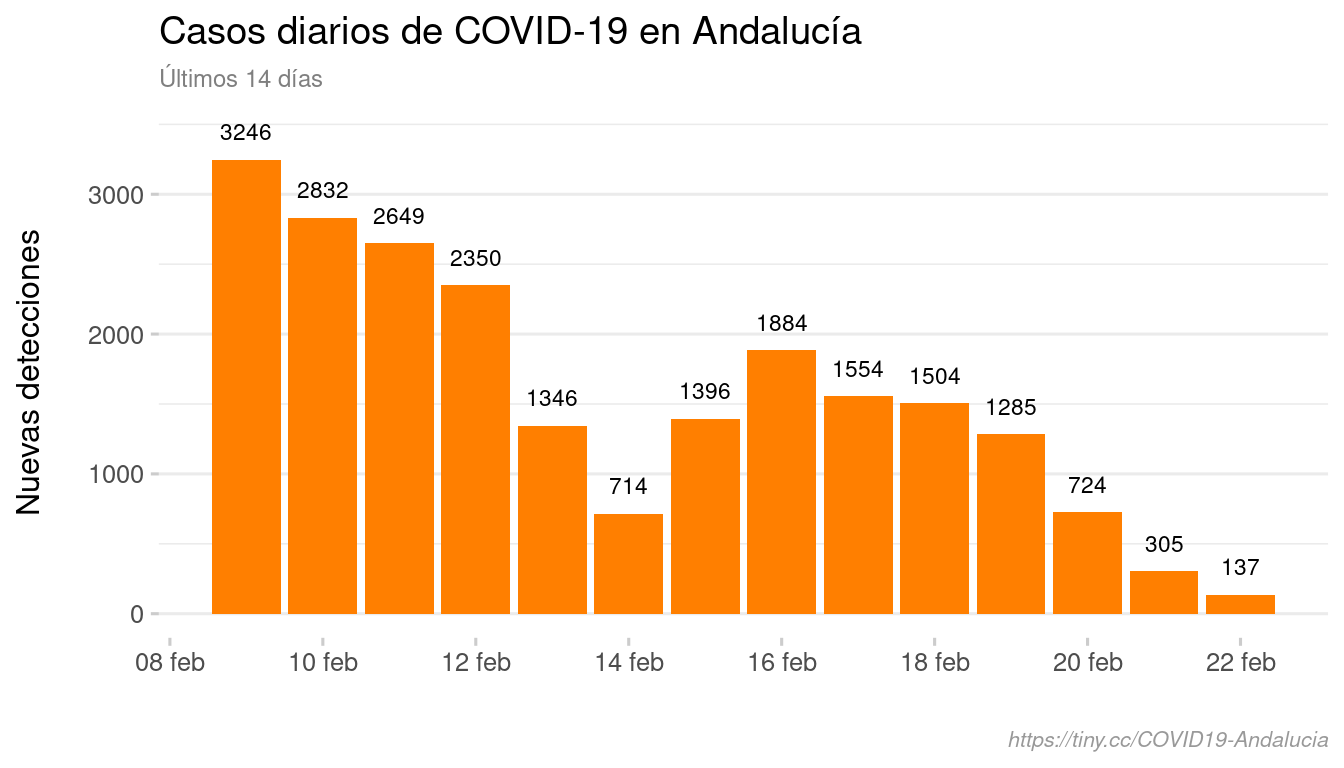 Casos diarios de COVID-19 en Andalucía
Últimos 14 días
Nuevas detecciones
3000
2000
1000
0
3246
2832
2649
2350
1346
714
1396
1884
1554
1504
1285
724
305
137
08 feb
10 feb
12 feb
14 feb
16 feb
18 feb
20 feb
22 feb
https://tiny.cc/COVID19-Andalucia